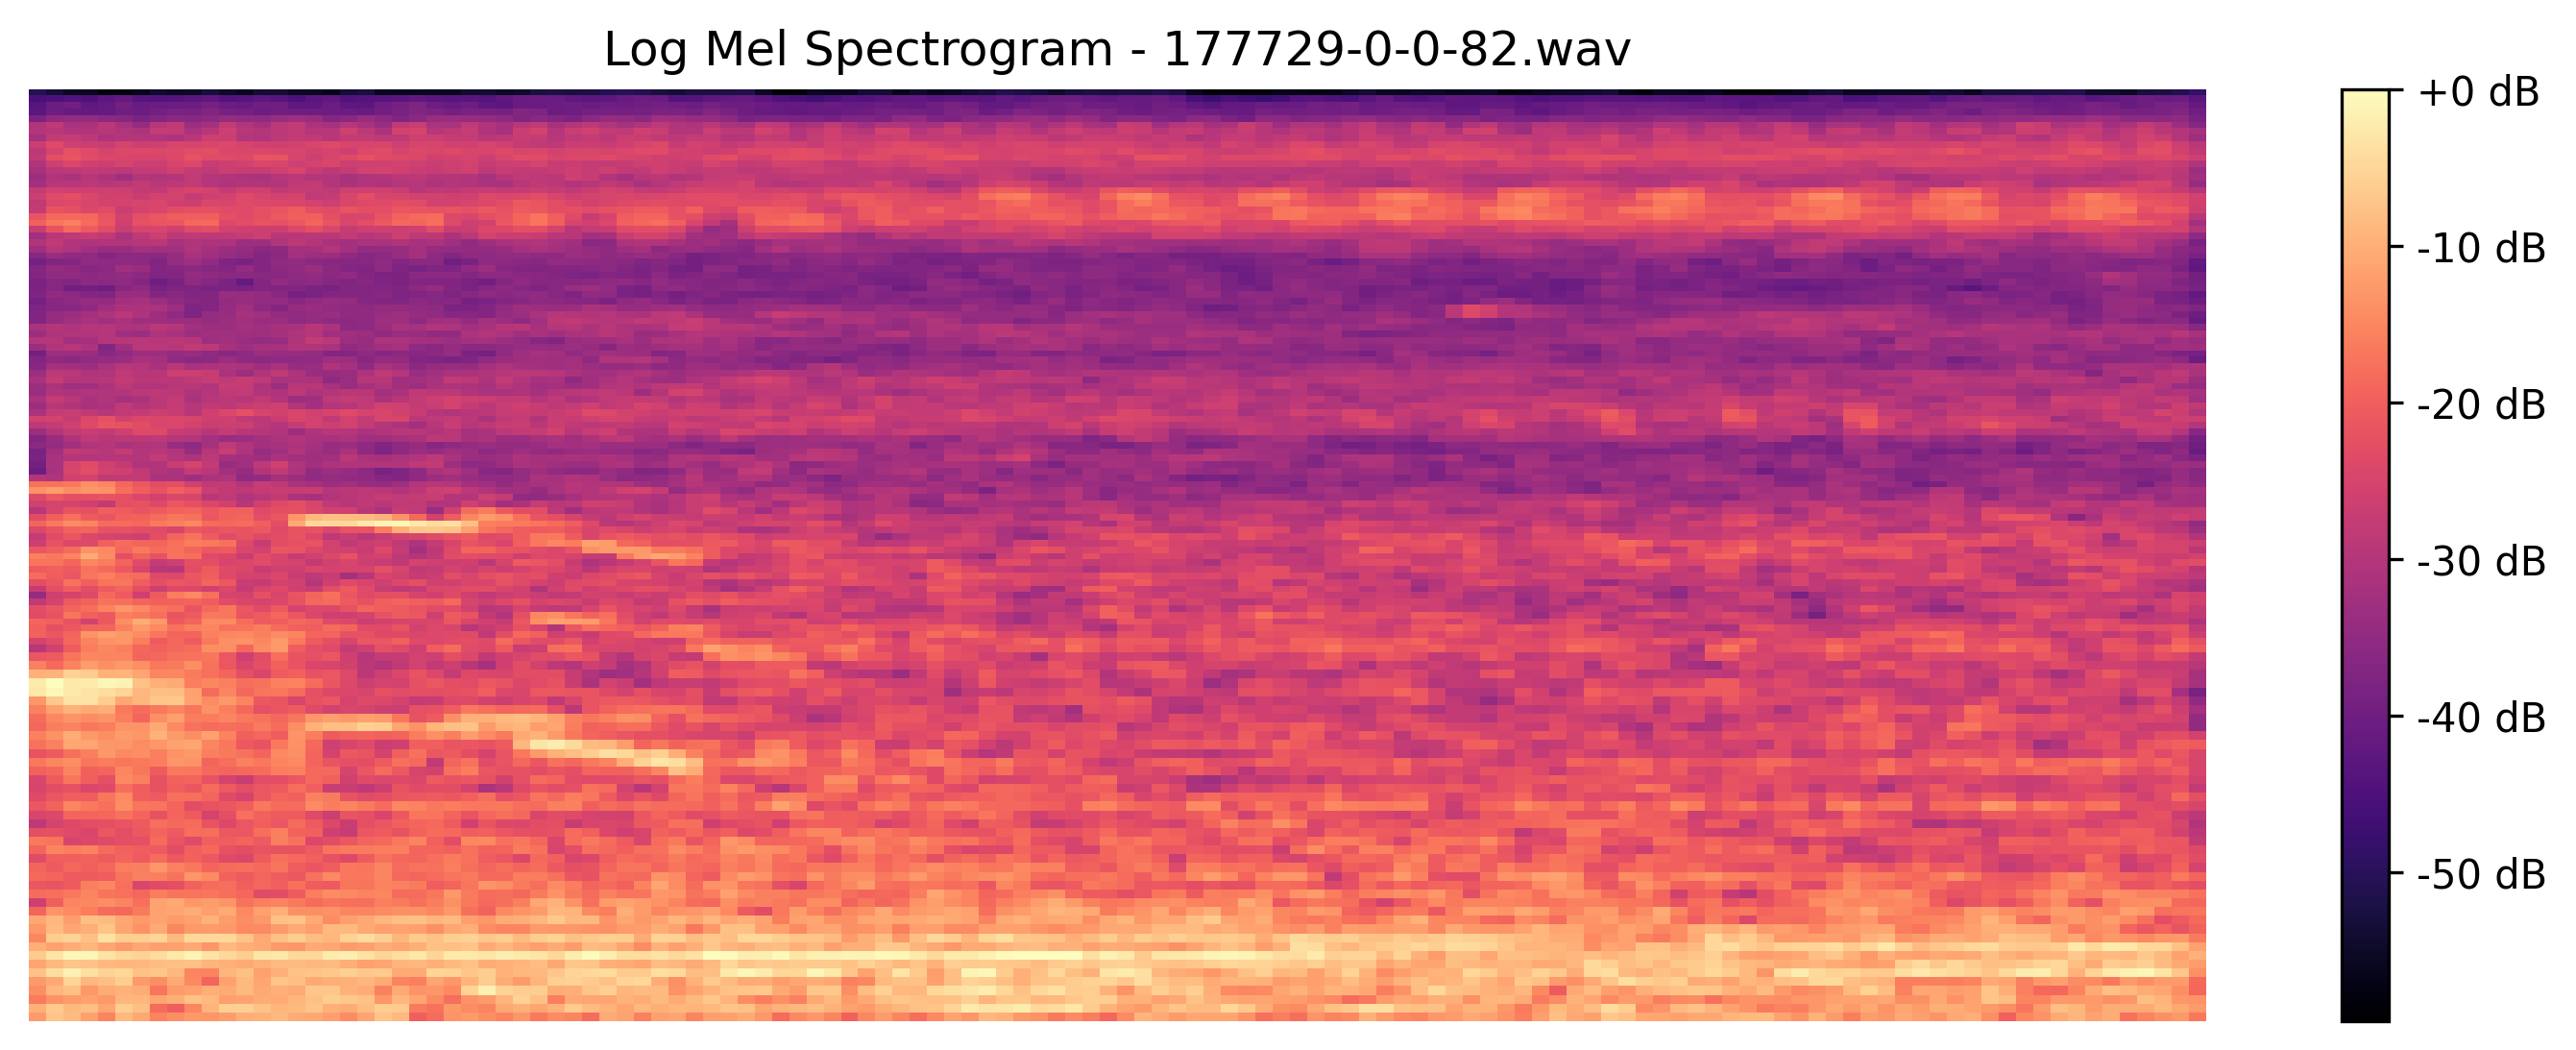 Log Mel Spectrogram - 177729-0-0-82.wav
+0 dB
-10 dB
-20 dB
-30 dB
-40 dB
-50 dB